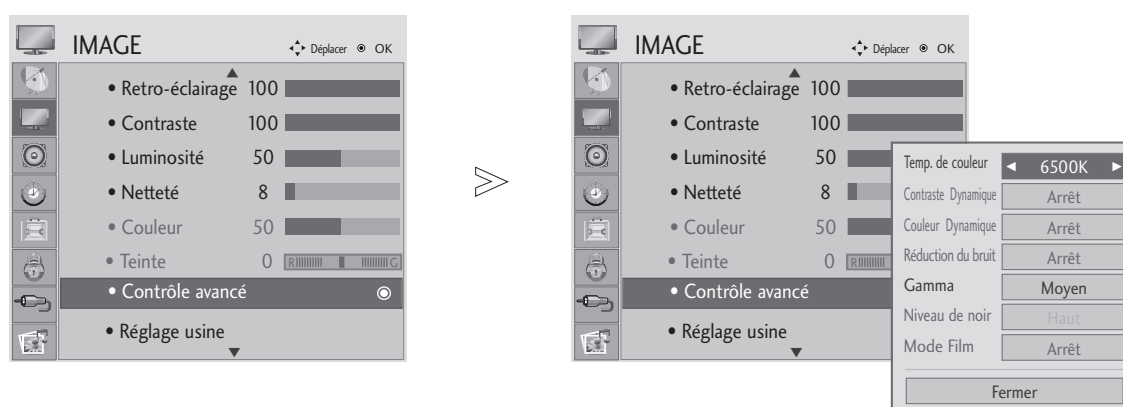 IMAGE Déplacer OK
• Retro-éclairage 100
• Contraste 100
• Luminosité 50
• Netteté 8
• Couleur 50
• Teinte 0 R G
• Contrôle avancé
• Réglage usine
IMAGE Déplacer OK
• Retro-éclairage 100
• Contraste 100
• Luminosité 50
• Netteté 8
• Couleur 50
• Teinte 0 R
• Contrôle avancé
• Réglage usine
Temp. de couleur ◄ 6500K ►
Contraste Dynamique Arrêt
Couleur Dynamique Arrêt
Réduction du bruit Arrêt
Gamma Moyen
Niveau de noir Haut
Mode Film Arrêt
Fermer